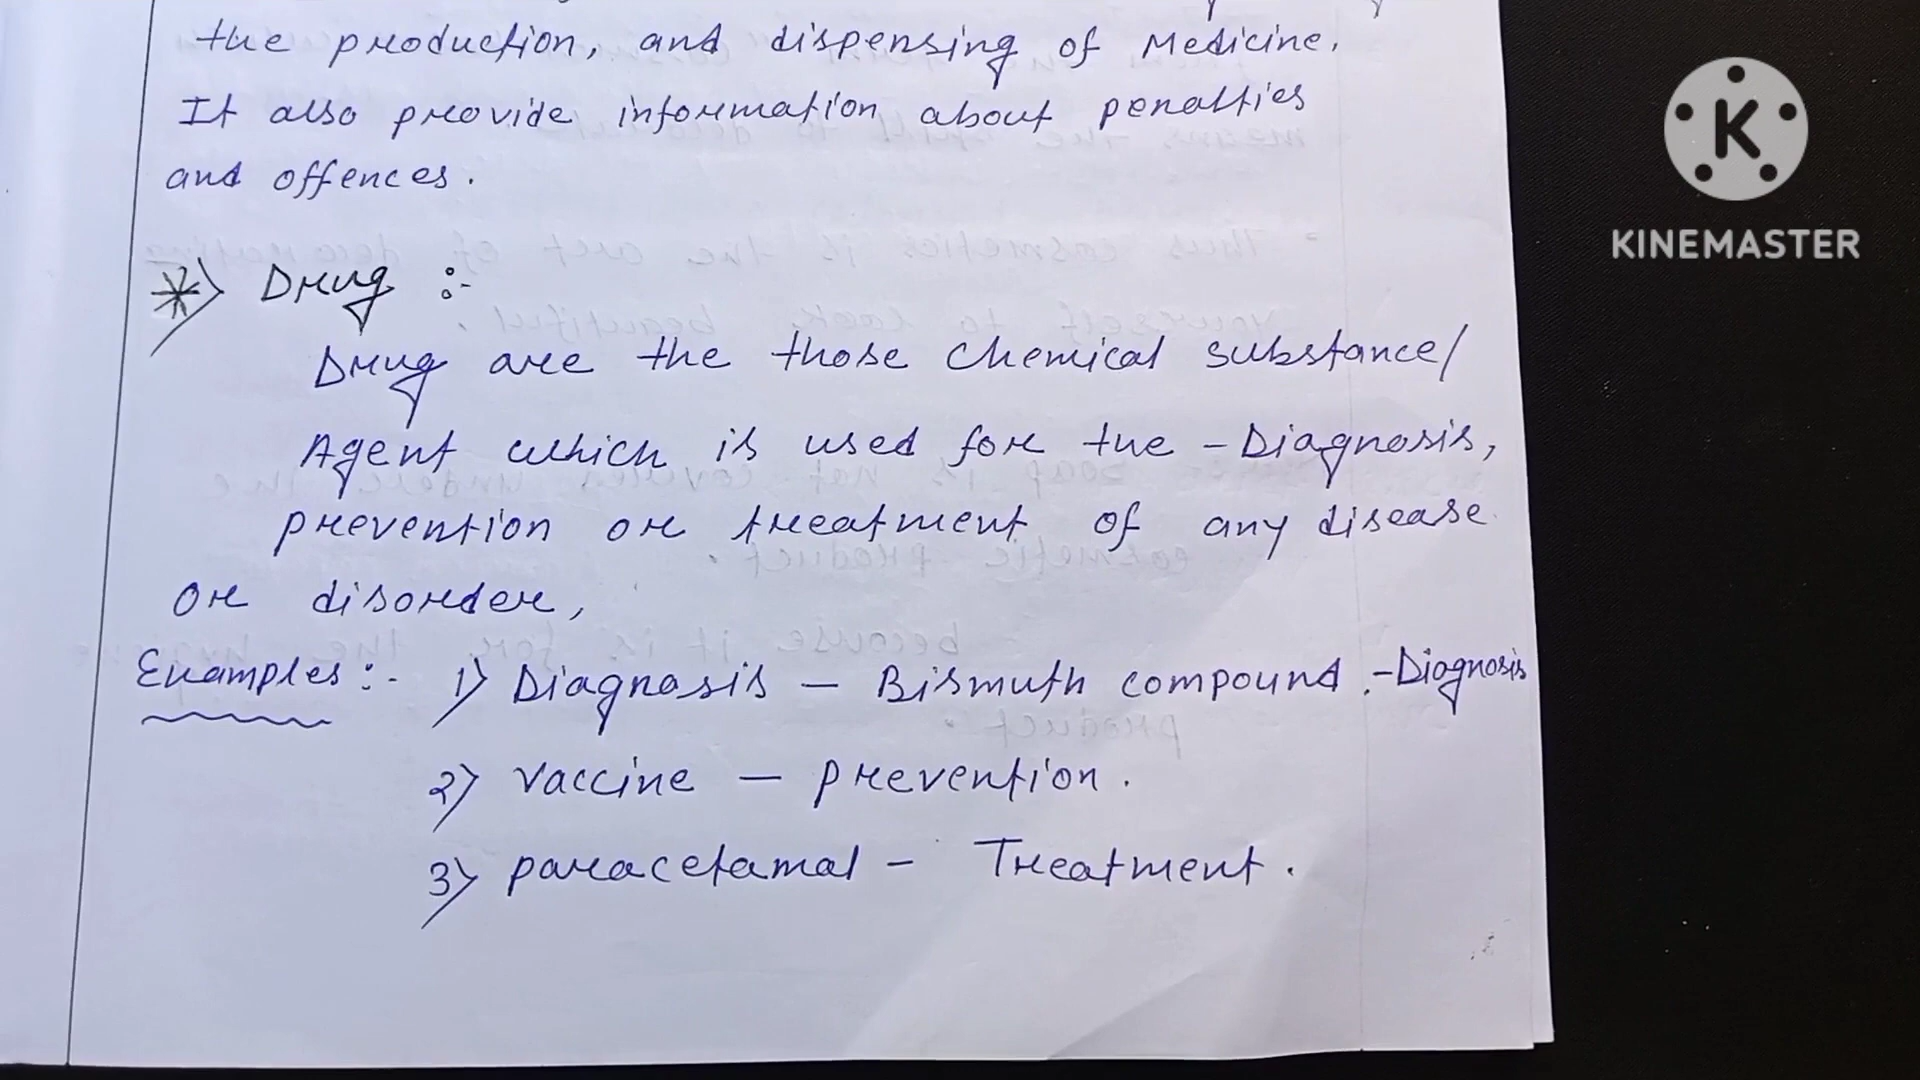 the production, and dispensing of Medicine.
It also provide information about penalties
and offences.
*) Drug :-
Drug are the those Chemical substance/
Agent which is used for the - Diagnosis,
prevention or treatment of any disease
or disorder,
Examples :- 1) Diagnosis - Bismuth compound. - Diagnosis
2) vaccine - prevention.
3) paracetamal - Treatment.
K
KINEMASTER